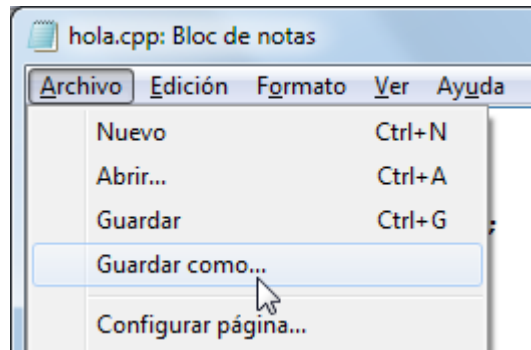 hola.cpp: Bloc de notas
Archivo Edición Formato Ver Ayuda
Nuevo Ctrl+N
Abrir... Ctrl+A
Guardar Ctrl+G
;
Guardar como...
Configurar página...